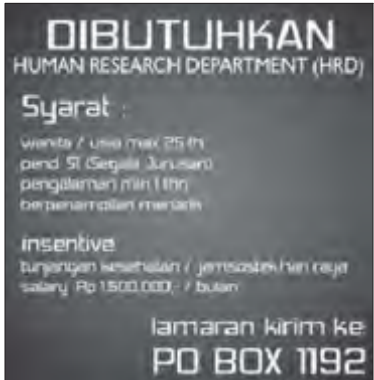 DIBUTUHKAN
HUMAN RESEARCH DEPARTMENT (HRD)
Syarat :
wanita / usia max 25 th
pend S1 (Segala Jurusan)
pengalaman min 1 thn
berpenampilan menarik
insentive
tunjangan kesehatan / jamsostek hari raya
salary Rp 1.500.000,- / bulan
lamaran kirim ke
PO BOX 1192